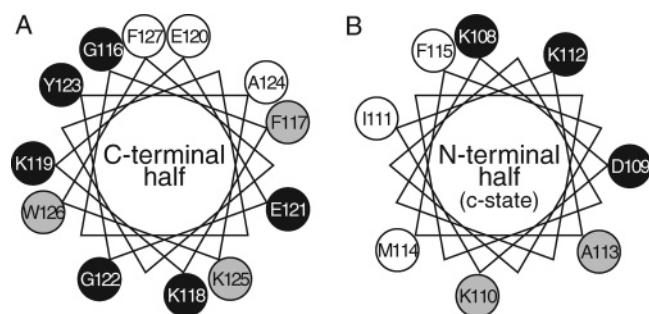 A
B
G116
F127
E120
Y123
A124
F117
K119
C-terminal
half
W126
E121
G122
K118
K125
F115
K108
K112
I111
N-terminal
half
(c-state)
D109
M114
A113
K110